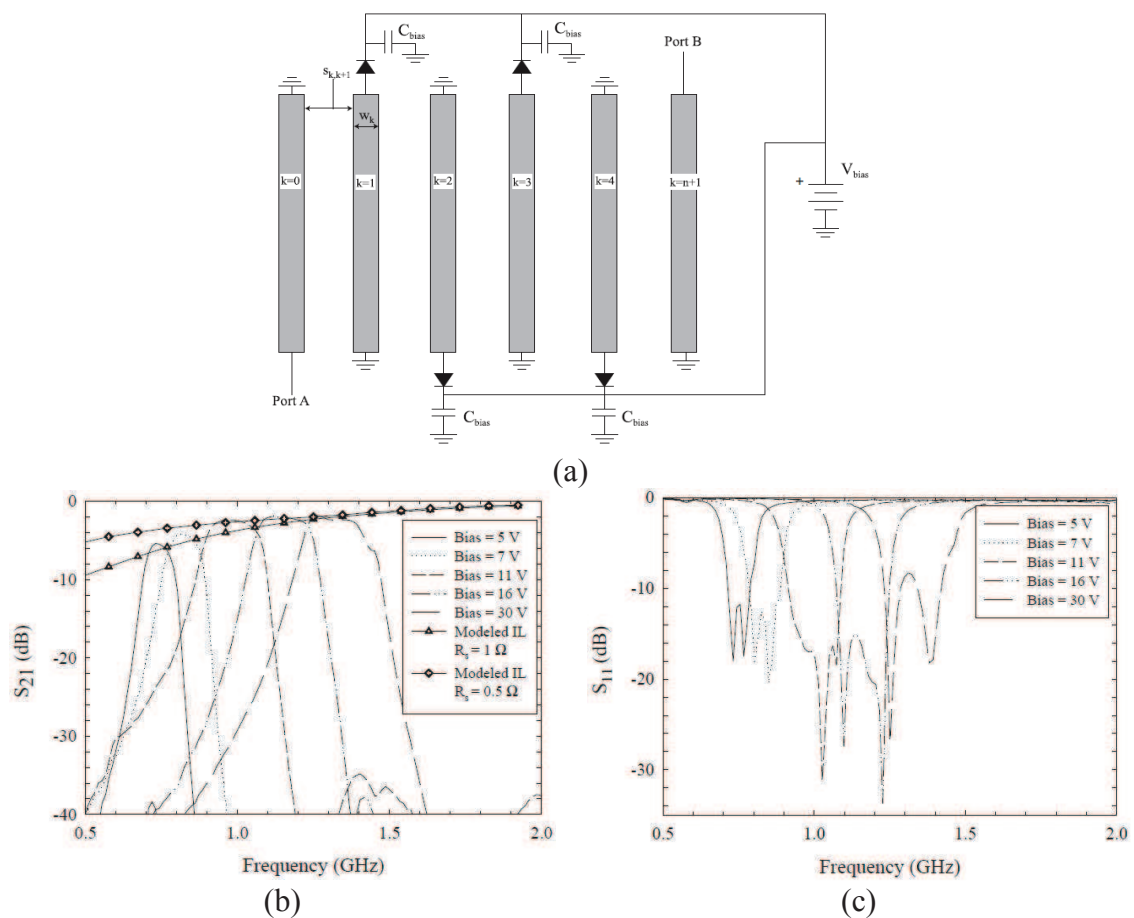 C_bias
C_bias
Port B
s_k,k+1
w_k
k=0
k=1
k=2
k=3
k=4
k=n+1
+
V_bias
Port A
C_bias
C_bias
(a)
0
-10
-20
-30
-40
S_21 (dB)
0.5
1.0
1.5
2.0
Frequency (GHz)
Bias = 5 V
Bias = 7 V
Bias = 11 V
Bias = 16 V
Bias = 30 V
Modeled IL
R_s = 1 Ω
Modeled IL
R_s = 0.5 Ω
(b)
0
-10
-20
-30
S_11 (dB)
0.5
1.0
1.5
2.0
Frequency (GHz)
Bias = 5 V
Bias = 7 V
Bias = 11 V
Bias = 16 V
Bias = 30 V
(c)